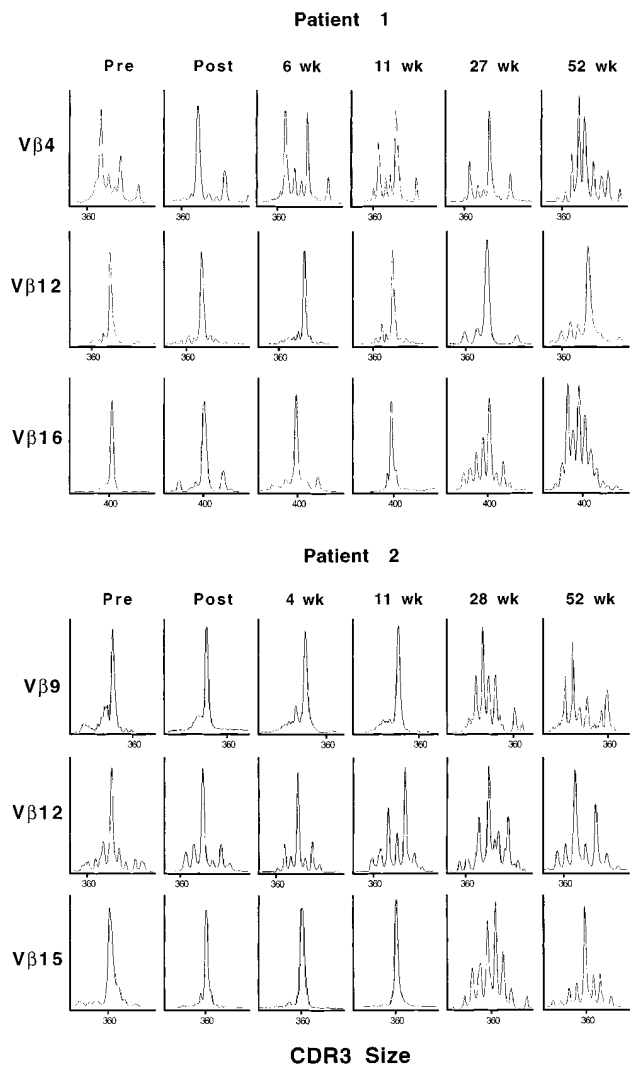 Patient 1
Pre Post 6 wk 11 wk 27 wk 52 wk
Vβ4
360 360 360 360 360 360
Vβ12
360 360 360 360 360 360
Vβ16
400 400 400 400 400 400
Patient 2
Pre Post 4 wk 11 wk 28 wk 52 wk
Vβ9
360 360 360 360 360 360
Vβ12
360 360 360 360 360 360
Vβ15
360 360 360 360 360 360
CDR3 Size